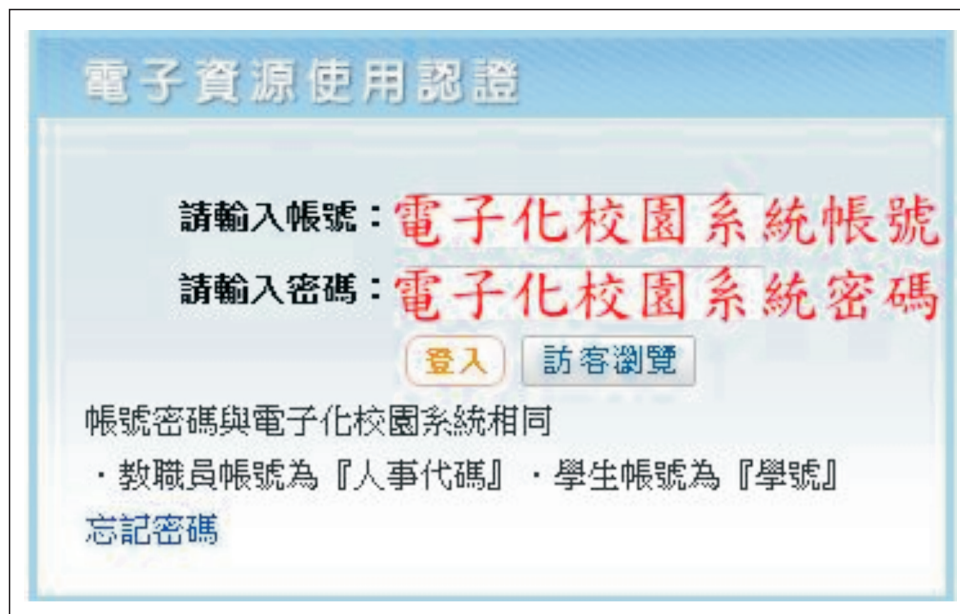 電子資源使用認證
請輸入帳號：電子化校園系統帳號
請輸入密碼：電子化校園系統密碼
登入 訪客瀏覽
帳號密碼與電子化校園系統相同
・教職員帳號為『人事代碼』・學生帳號為『學號』
忘記密碼